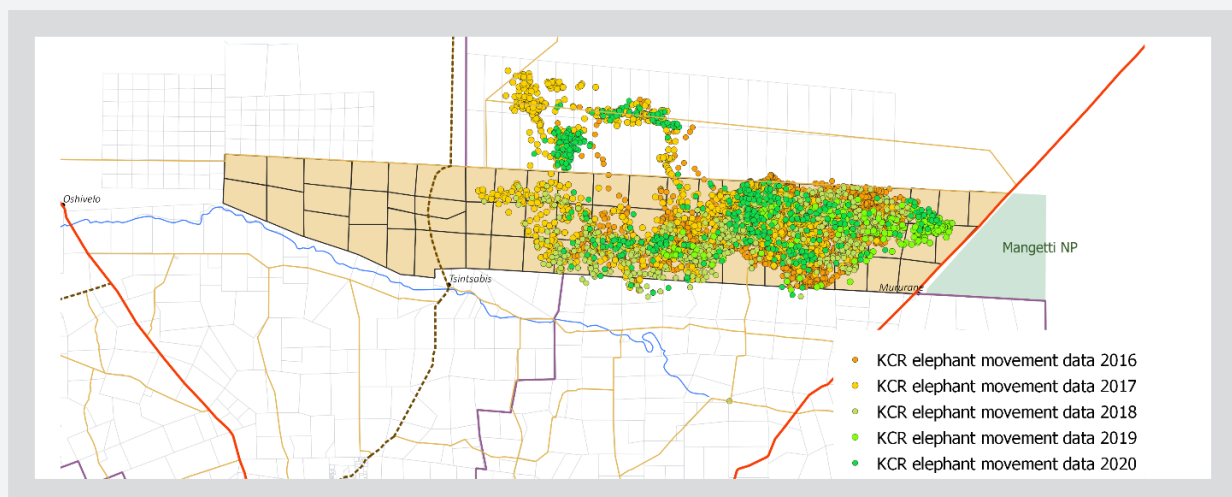 Oshivelo
Mangetti NP
Tsintsabis
Mururane
KCR elephant movement data 2016
KCR elephant movement data 2017
KCR elephant movement data 2018
KCR elephant movement data 2019
KCR elephant movement data 2020